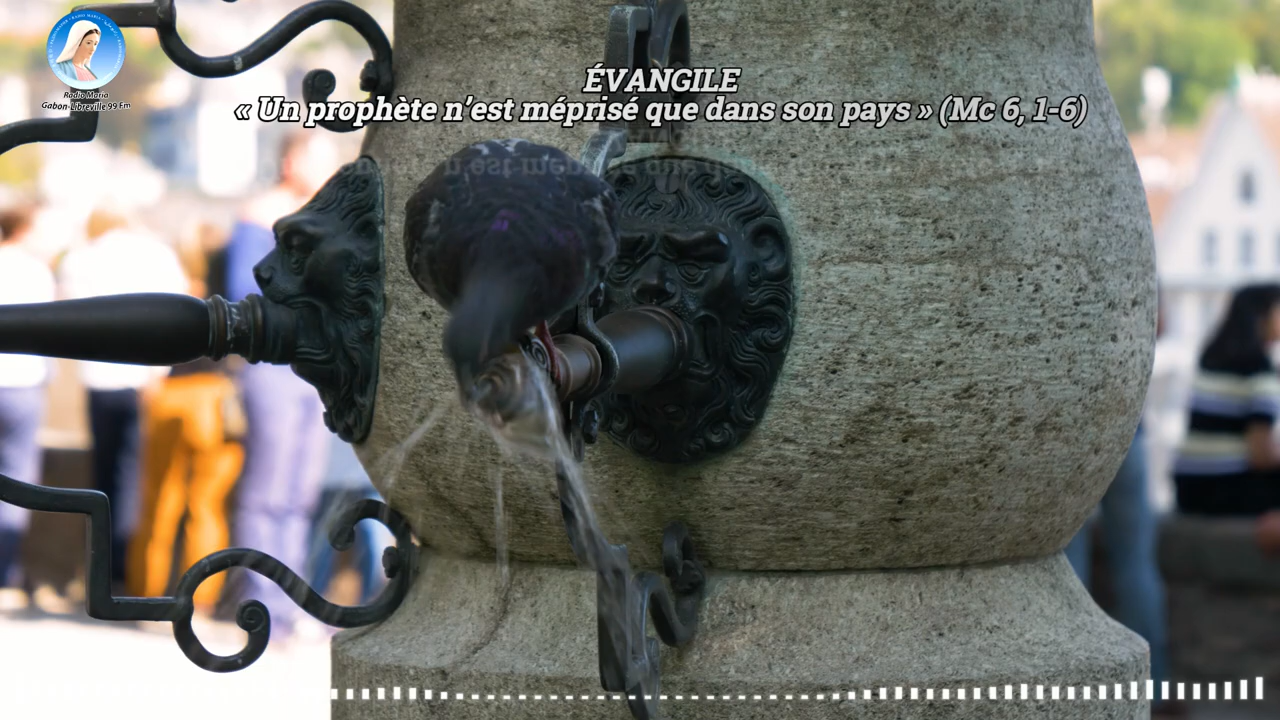 Radio Maria
Gabon-Libreville 99 Fm
ÉVANGILE
« Un prophète n’est méprisé que dans son pays » (Mc 6, 1-6)